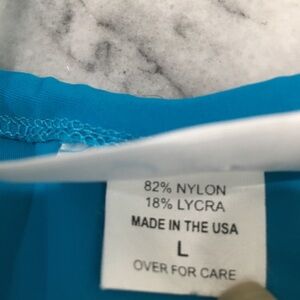 82% NYLON
18% LYCRA
MADE IN THE USA
L
OVER FOR CARE